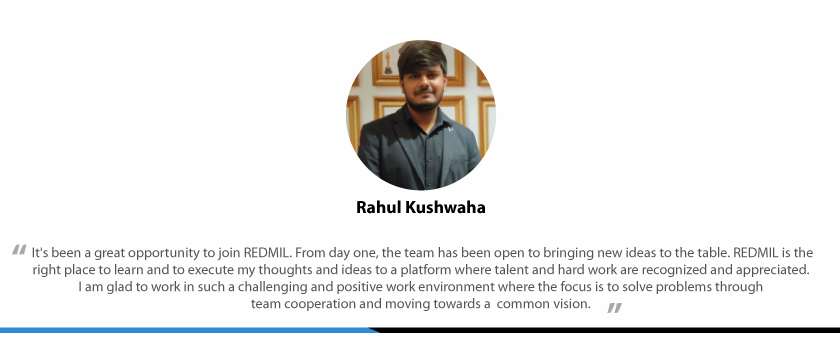 Rahul Kushwaha
“ It's been a great opportunity to join REDMIL. From day one, the team has been open to bringing new ideas to the table. REDMIL is the
right place to learn and to execute my thoughts and ideas to a platform where talent and hard work are recognized and appreciated.
I am glad to work in such a challenging and positive work environment where the focus is to solve problems through
team cooperation and moving towards a common vision. ”